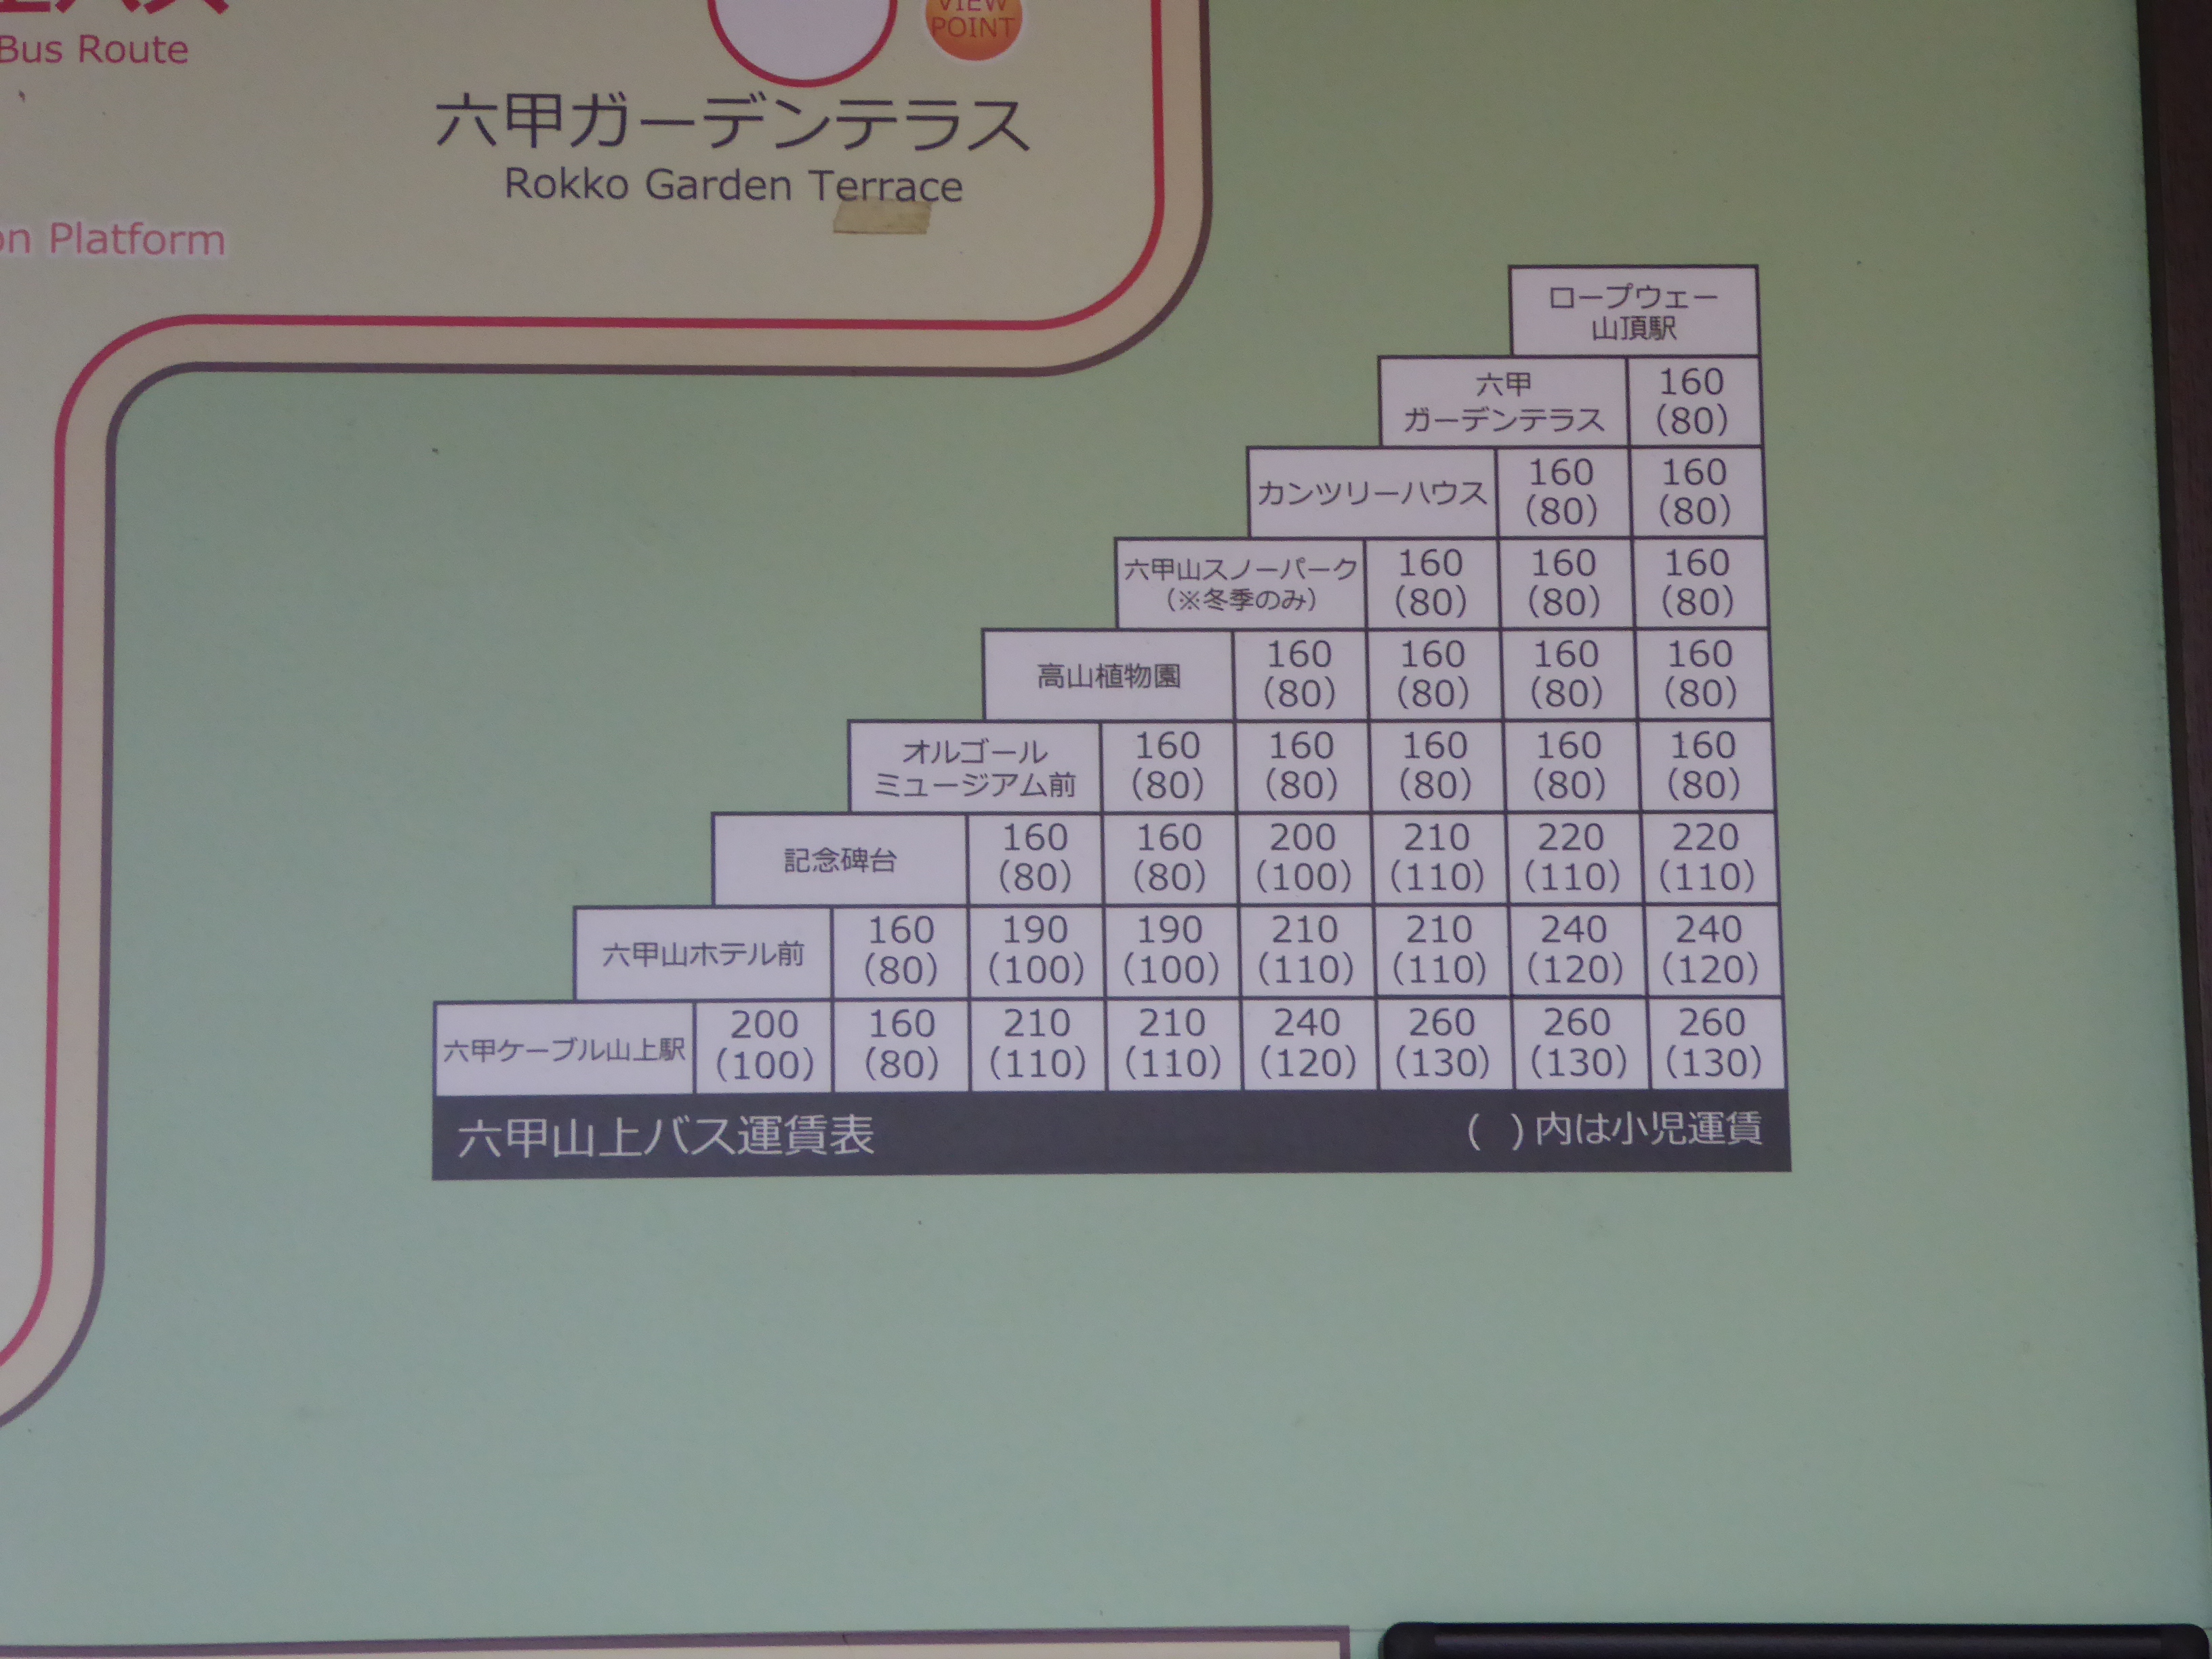 Bus Route
VIEW
POINT
六甲ガーデンテラス
Rokko Garden Terrace
Platform
ロープウェー
山頂駅
六甲
ガーデンテラス
160
(80)
カンツリーハウス
160 160
(80) (80)
六甲山スノーパーク
(※冬季のみ)
160 160 160
(80) (80) (80)
高山植物園
160 160 160 160
(80) (80) (80) (80)
オルゴール
ミュージアム前
160 160 160 160 160
(80) (80) (80) (80) (80)
記念碑台
160 160 200 210 220 220
(80) (80) (100) (110) (110) (110)
六甲山ホテル前
160 190 190 210 210 240 240
(80) (100) (100) (110) (110) (120) (120)
六甲ケーブル山上駅
200 160 210 210 240 260 260 260
(100) (80) (110) (110) (120) (130) (130) (130)
六甲山上バス運賃表
( )内は小児運賃